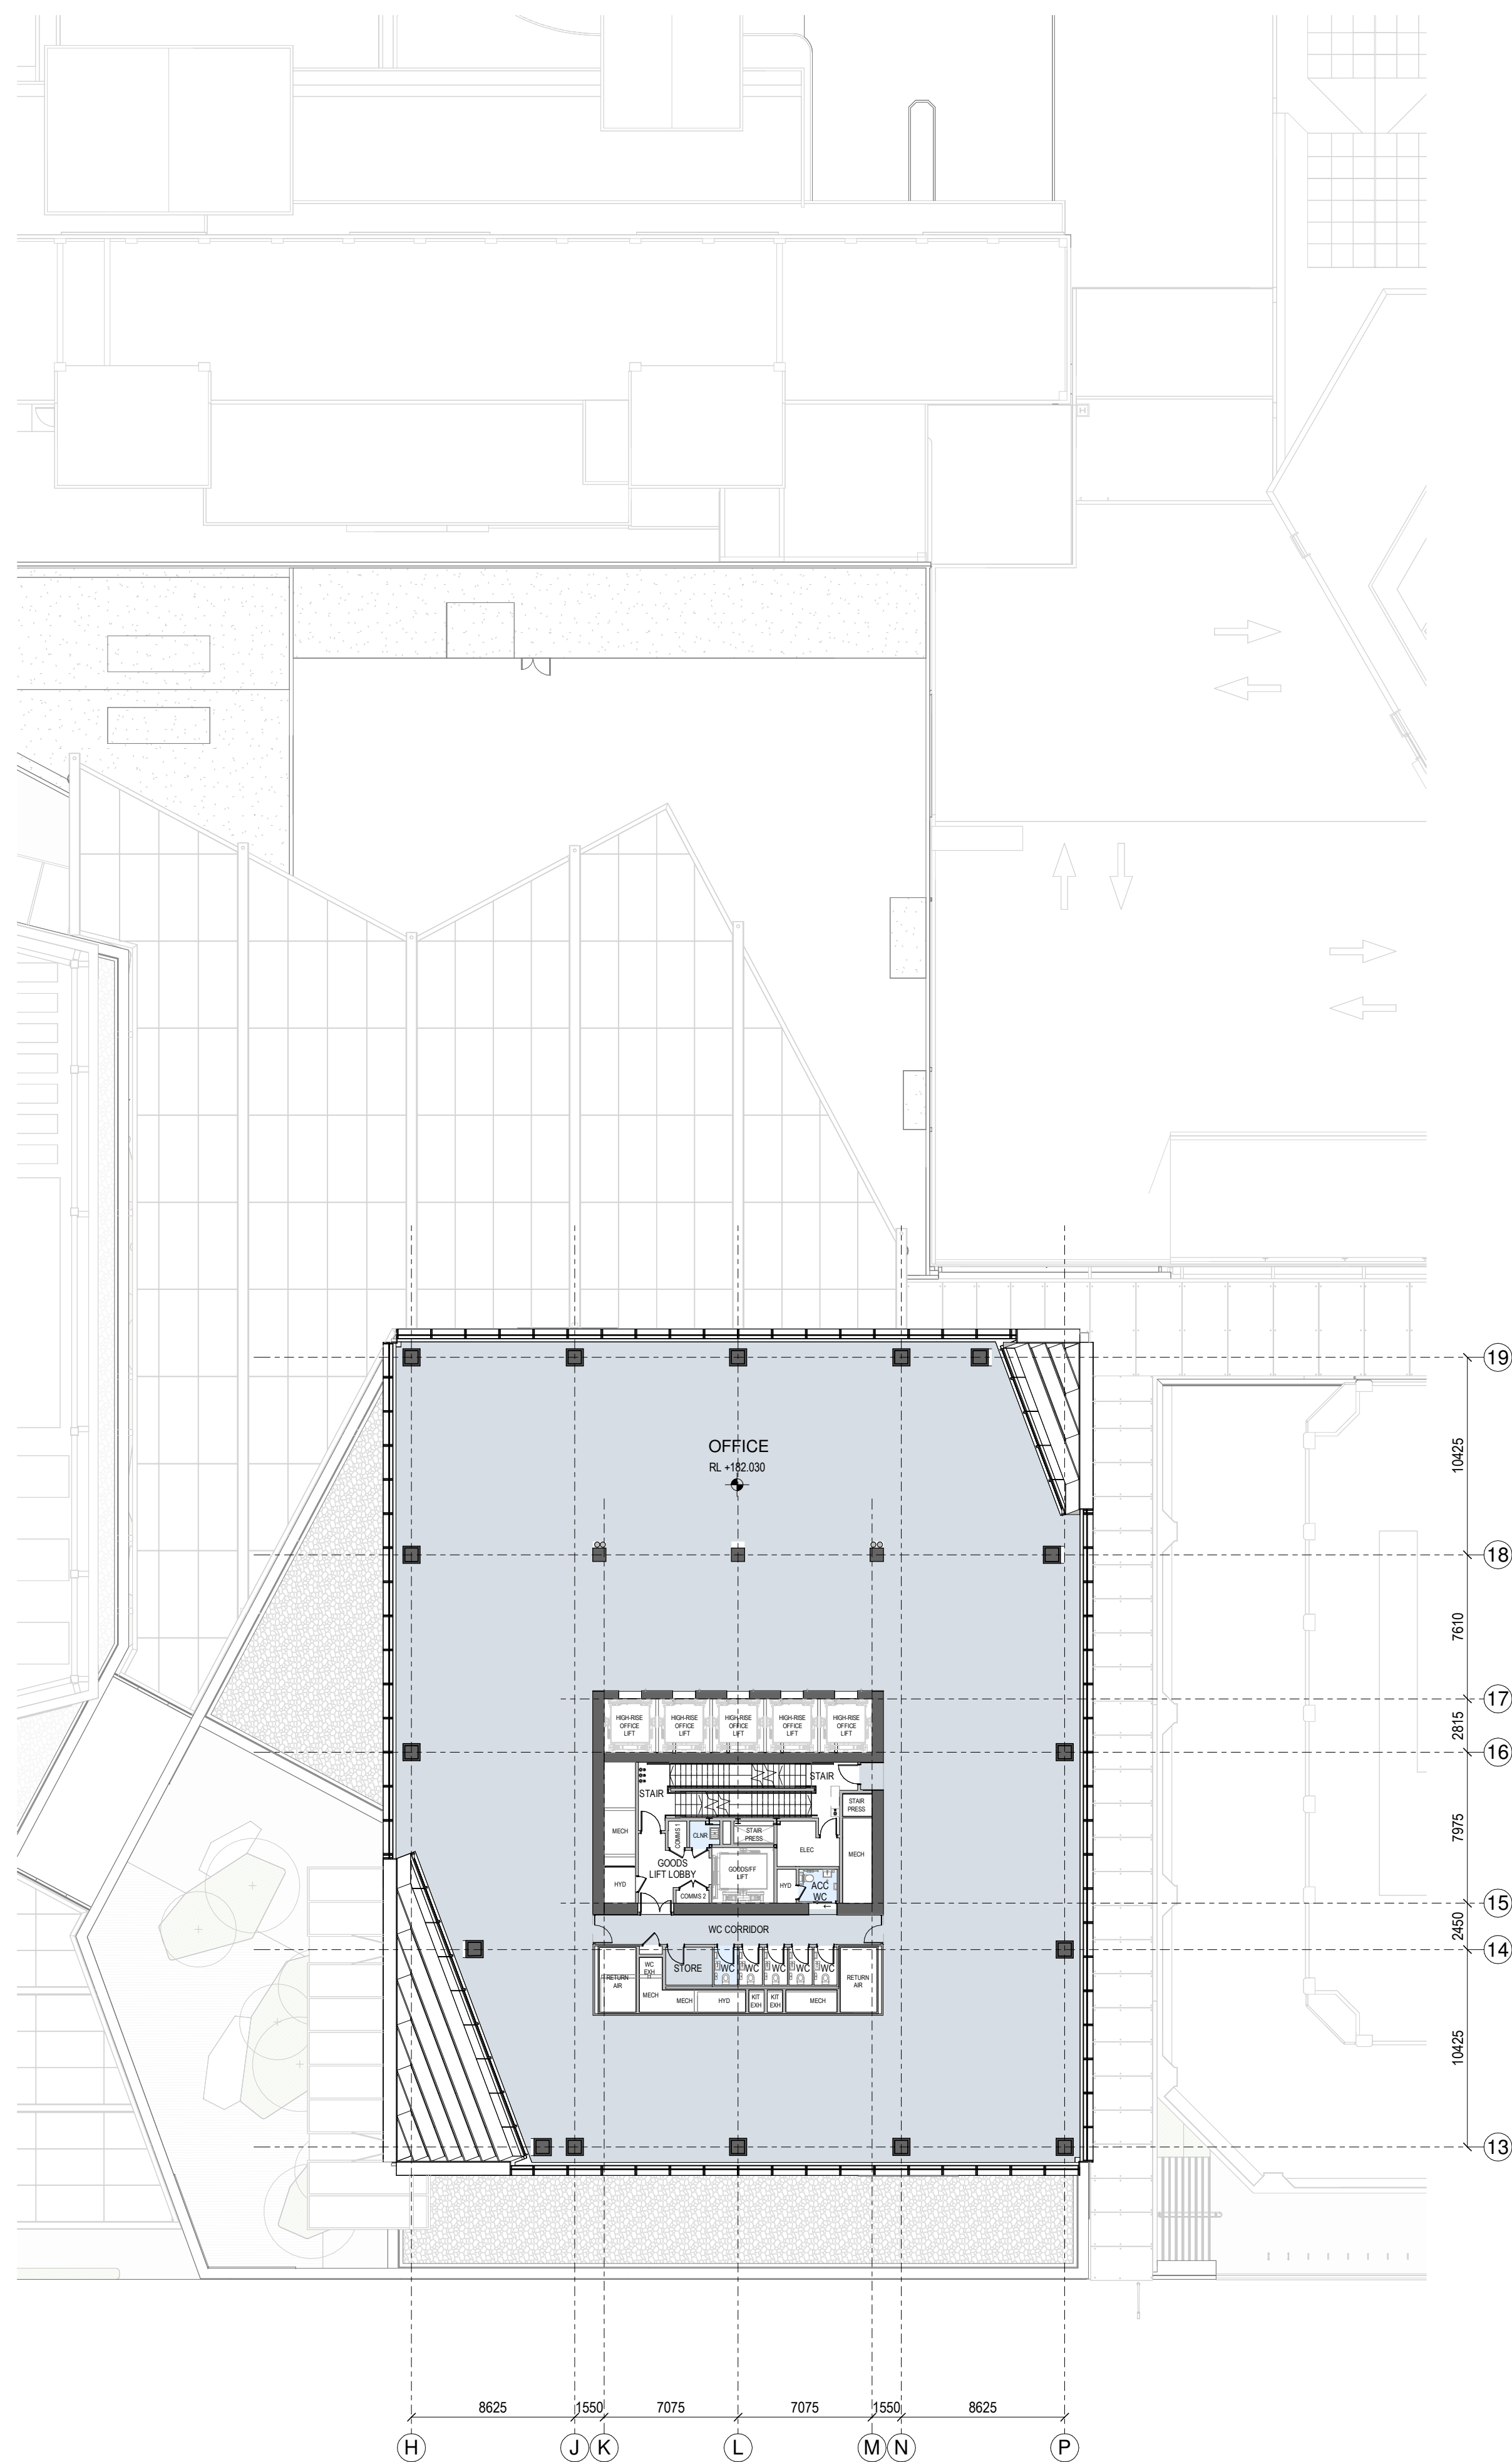 H
19
OFFICE
RL +182.030
10425
18
7610
17
HIGH-RISE
OFFICE
LIFT
HIGH-RISE
OFFICE
LIFT
HIGH-RISE
OFFICE
LIFT
HIGH-RISE
OFFICE
LIFT
HIGH-RISE
OFFICE
LIFT
2815
16
STAIR
STAIR
STAIR
PRESS
MECH
COMMS 1
CLNR
STAIR
PRESS
ELEC
MECH
7975
GOODS
LIFT LOBBY
GOODS/FF
LIFT
HYD
COMMS 2
HYD
ACC
WC
15
WC CORRIDOR
2450
14
RETURN
AIR
WC
EXH
STORE
WC
WC
WC
WC
WC
RETURN
AIR
MECH
MECH
HYD
KIT
EXH
KIT
EXH
MECH
10425
13
8625
1550
7075
7075
1550
8625
H
J
K
L
M
N
P